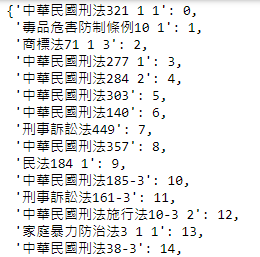 {'中華民國刑法321 1 1': 0,
'毒品危害防制條例10 1': 1,
'商標法71 1 3': 2,
'中華民國刑法277 1': 3,
'中華民國刑法284 2': 4,
'中華民國刑法303': 5,
'中華民國刑法140': 6,
'刑事訴訟法449': 7,
'中華民國刑法357': 8,
'民法184 1': 9,
'中華民國刑法185-3': 10,
'刑事訴訟法161-3': 11,
'中華民國刑法施行法10-3 2': 12,
'家庭暴力防治法3 1 1': 13,
'中華民國刑法38-3': 14,